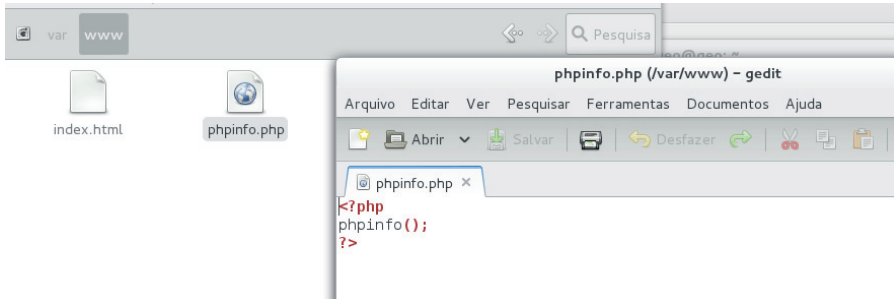 var www
Pesquisa
phpinfo.php (/var/www) – gedit
Arquivo Editar Ver Pesquisar Ferramentas Documentos Ajuda
Abrir Salvar Desfazer
phpinfo.php ×
index.html phpinfo.php
<?php
phpinfo();
?>